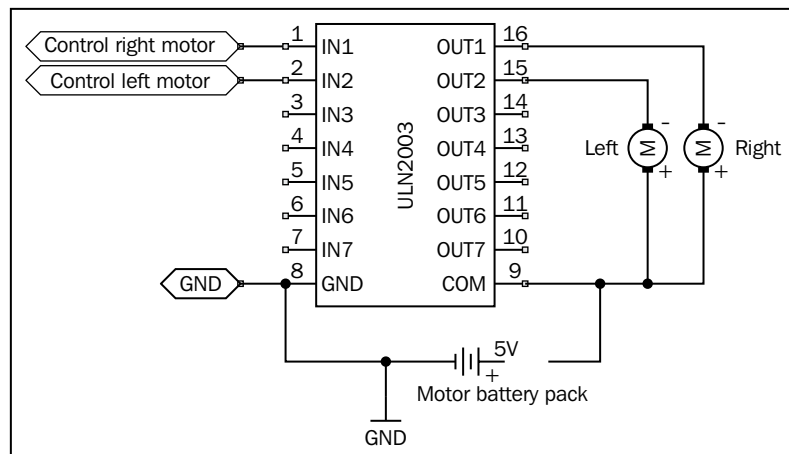 Control right motor
Control left motor
GND
1
2
3
4
5
6
7
8
IN1
IN2
IN3
IN4
IN5
IN6
IN7
GND
ULN2003
OUT1
OUT2
OUT3
OUT4
OUT5
OUT6
OUT7
COM
16
15
14
13
12
11
10
9
Left
M
-
+
M
-
+
Right
5V
+
Motor battery pack
GND